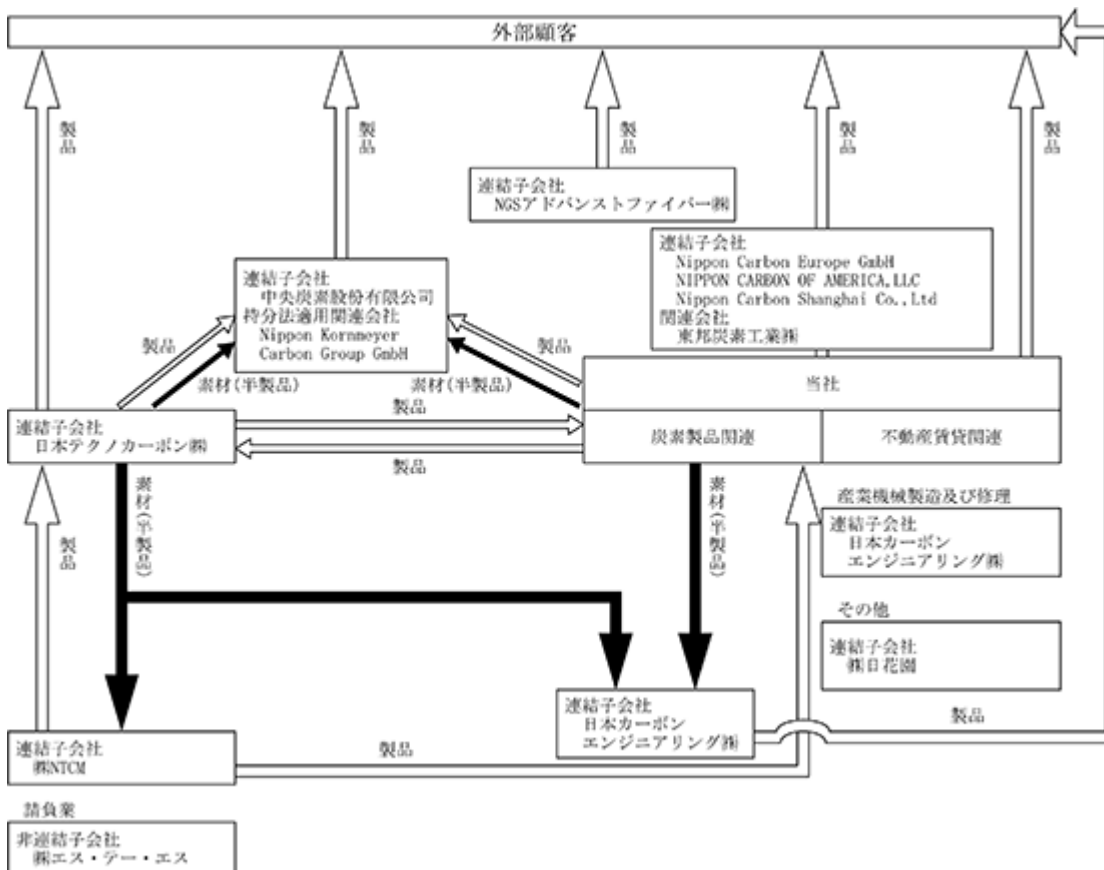 外部顧客
製品
製品
製品
製品
製品
連結子会社
NGSアドバンストファイバー㈱
連結子会社
Nippon Carbon Europe GmbH
NIPPON CARBON OF AMERICA,LLC
Nippon Carbon Shanghai Co.,Ltd
関連会社
東邦炭素工業㈱
連結子会社
中央炭素股份有限公司
持分法適用関連会社
Nippon Kornmeyer
Carbon Group GmbH
製品
素材(半製品)
製品
素材(半製品)
当社
炭素製品関連
不動産賃貸関連
連結子会社
日本テクノカーボン㈱
製品
製品
素材(半製品)
素材(半製品)
製品
産業機械製造及び修理
連結子会社
日本カーボン
エンジニアリング㈱
その他
連結子会社
㈱日花園
連結子会社
日本カーボン
エンジニアリング㈱
製品
連結子会社
㈱NTCM
製品
請負業
非連結子会社
㈱エス・テー・エス